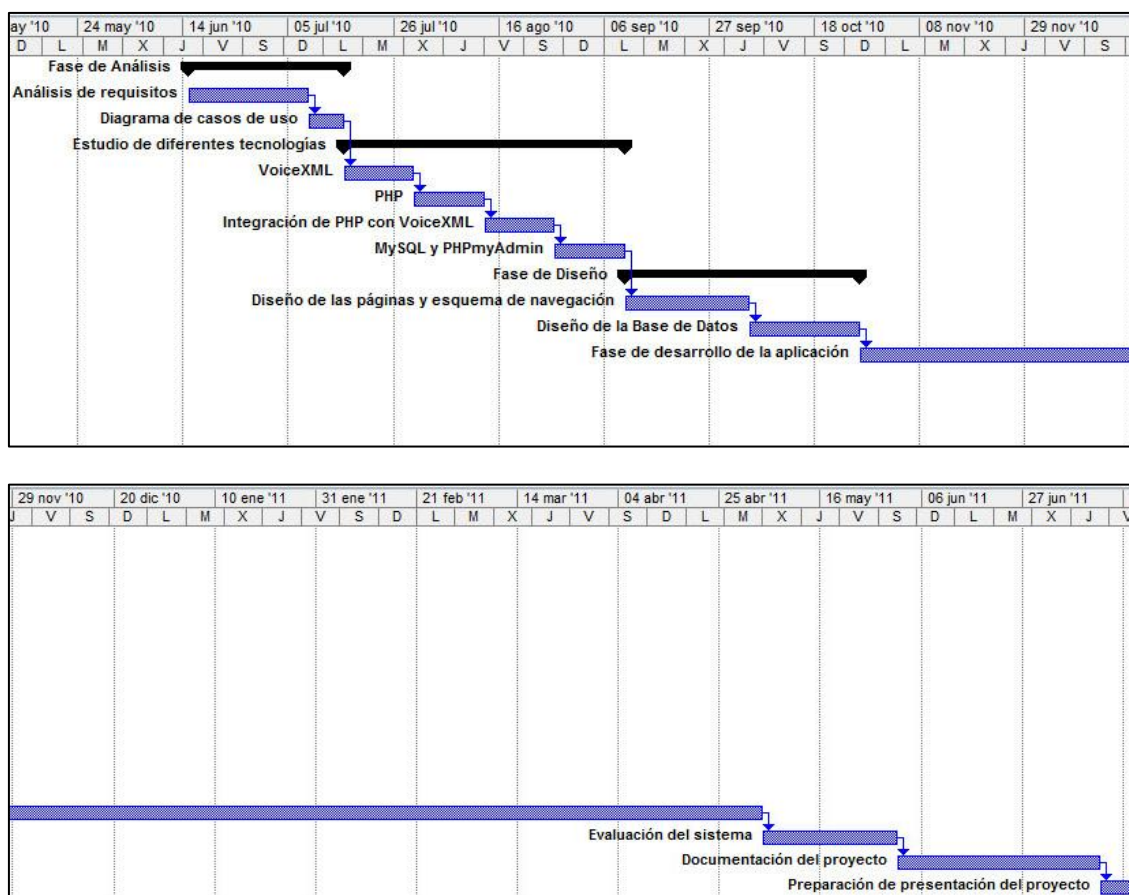 ay '10 24 may '10 14 jun '10 05 jul '10 26 jul '10 16 ago '10 06 sep '10 27 sep '10 18 oct '10 08 nov '10 29 nov '10
D L M X J V S D L M X J V S D L M X J V S D L M X J V S
Fase de Análisis
Análisis de requisitos
Diagrama de casos de uso
Estudio de diferentes tecnologías
VoiceXML
PHP
Integración de PHP con VoiceXML
MySQL y PHPmyAdmin
Fase de Diseño
Diseño de las páginas y esquema de navegación
Diseño de la Base de Datos
Fase de desarrollo de la aplicación
29 nov '10 20 dic '10 10 ene '11 31 ene '11 21 feb '11 14 mar '11 04 abr '11 25 abr '11 16 may '11 06 jun '11 27 jun '11
J V S D L M X J V S D L M X J V S D L M X J V S D L M X J V
Evaluación del sistema
Documentación del proyecto
Preparación de presentación del proyecto